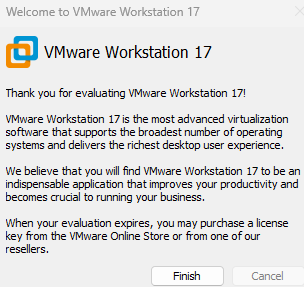 Welcome to VMware Workstation 17
VMware Workstation 17
Thank you for evaluating VMware Workstation 17!
VMware Workstation 17 is the most advanced virtualization
software that supports the broadest number of operating
systems and delivers the richest desktop user experience.
We believe that you will find VMware Workstation 17 to be an
indispensable application that improves your productivity and
becomes crucial to running your business.
When your evaluation expires, you may purchase a license
key from the VMware Online Store or from one of our
resellers.
Finish
Cancel